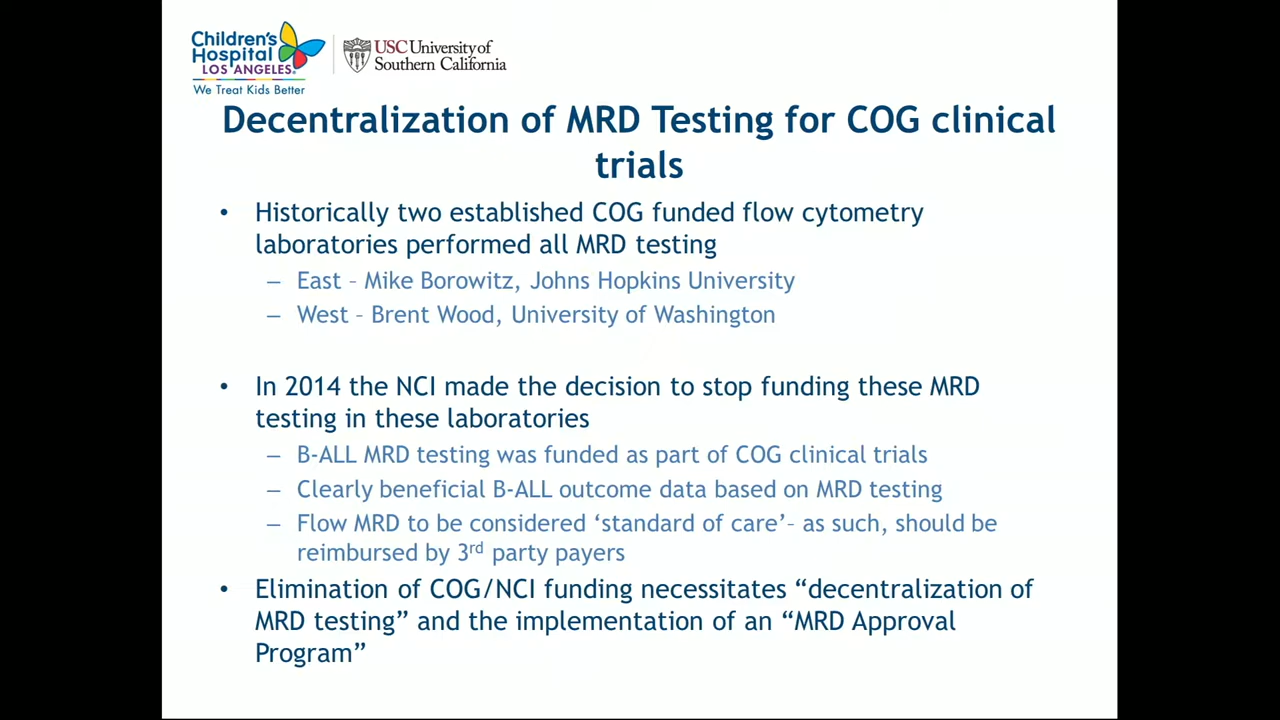 Children's
Hospital
LOS ANGELES®
We Treat Kids Better
USC University of
Southern California
Decentralization of MRD Testing for COG clinical
trials
• Historically two established COG funded flow cytometry
laboratories performed all MRD testing
– East – Mike Borowitz, Johns Hopkins University
– West – Brent Wood, University of Washington
• In 2014 the NCI made the decision to stop funding these MRD
testing in these laboratories
– B-ALL MRD testing was funded as part of COG clinical trials
– Clearly beneficial B-ALL outcome data based on MRD testing
– Flow MRD to be considered ‘standard of care’– as such, should be
reimbursed by 3rd party payers
• Elimination of COG/NCI funding necessitates “decentralization of
MRD testing” and the implementation of an “MRD Approval
Program”